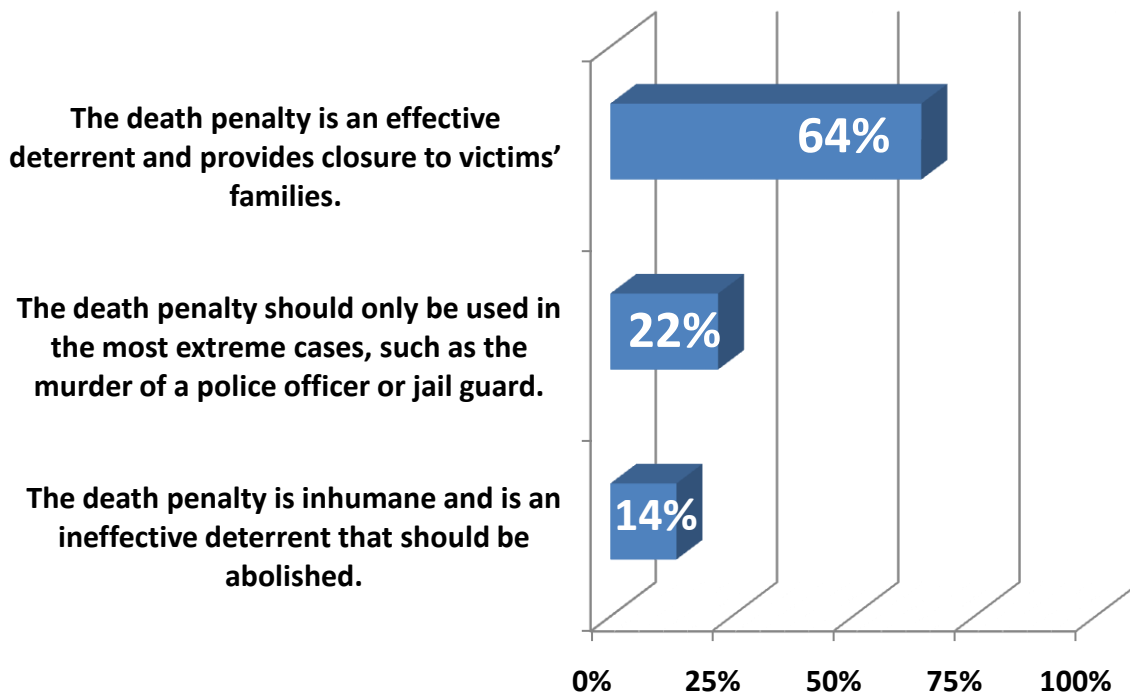 The death penalty is an effective
deterrent and provides closure to victims’
families.
64%
The death penalty should only be used in
the most extreme cases, such as the
murder of a police officer or jail guard.
22%
The death penalty is inhumane and is an
ineffective deterrent that should be
abolished.
14%
0% 25% 50% 75% 100%